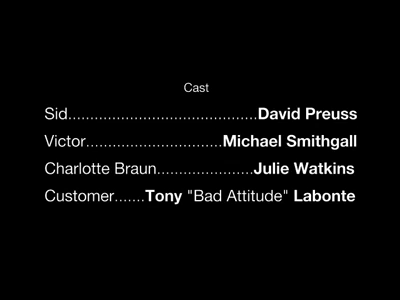 Cast
Sid...........................................David Preuss
Victor...............................Michael Smithgall
Charlotte Braun......................Julie Watkins
Customer.......Tony "Bad Attitude" Labonte